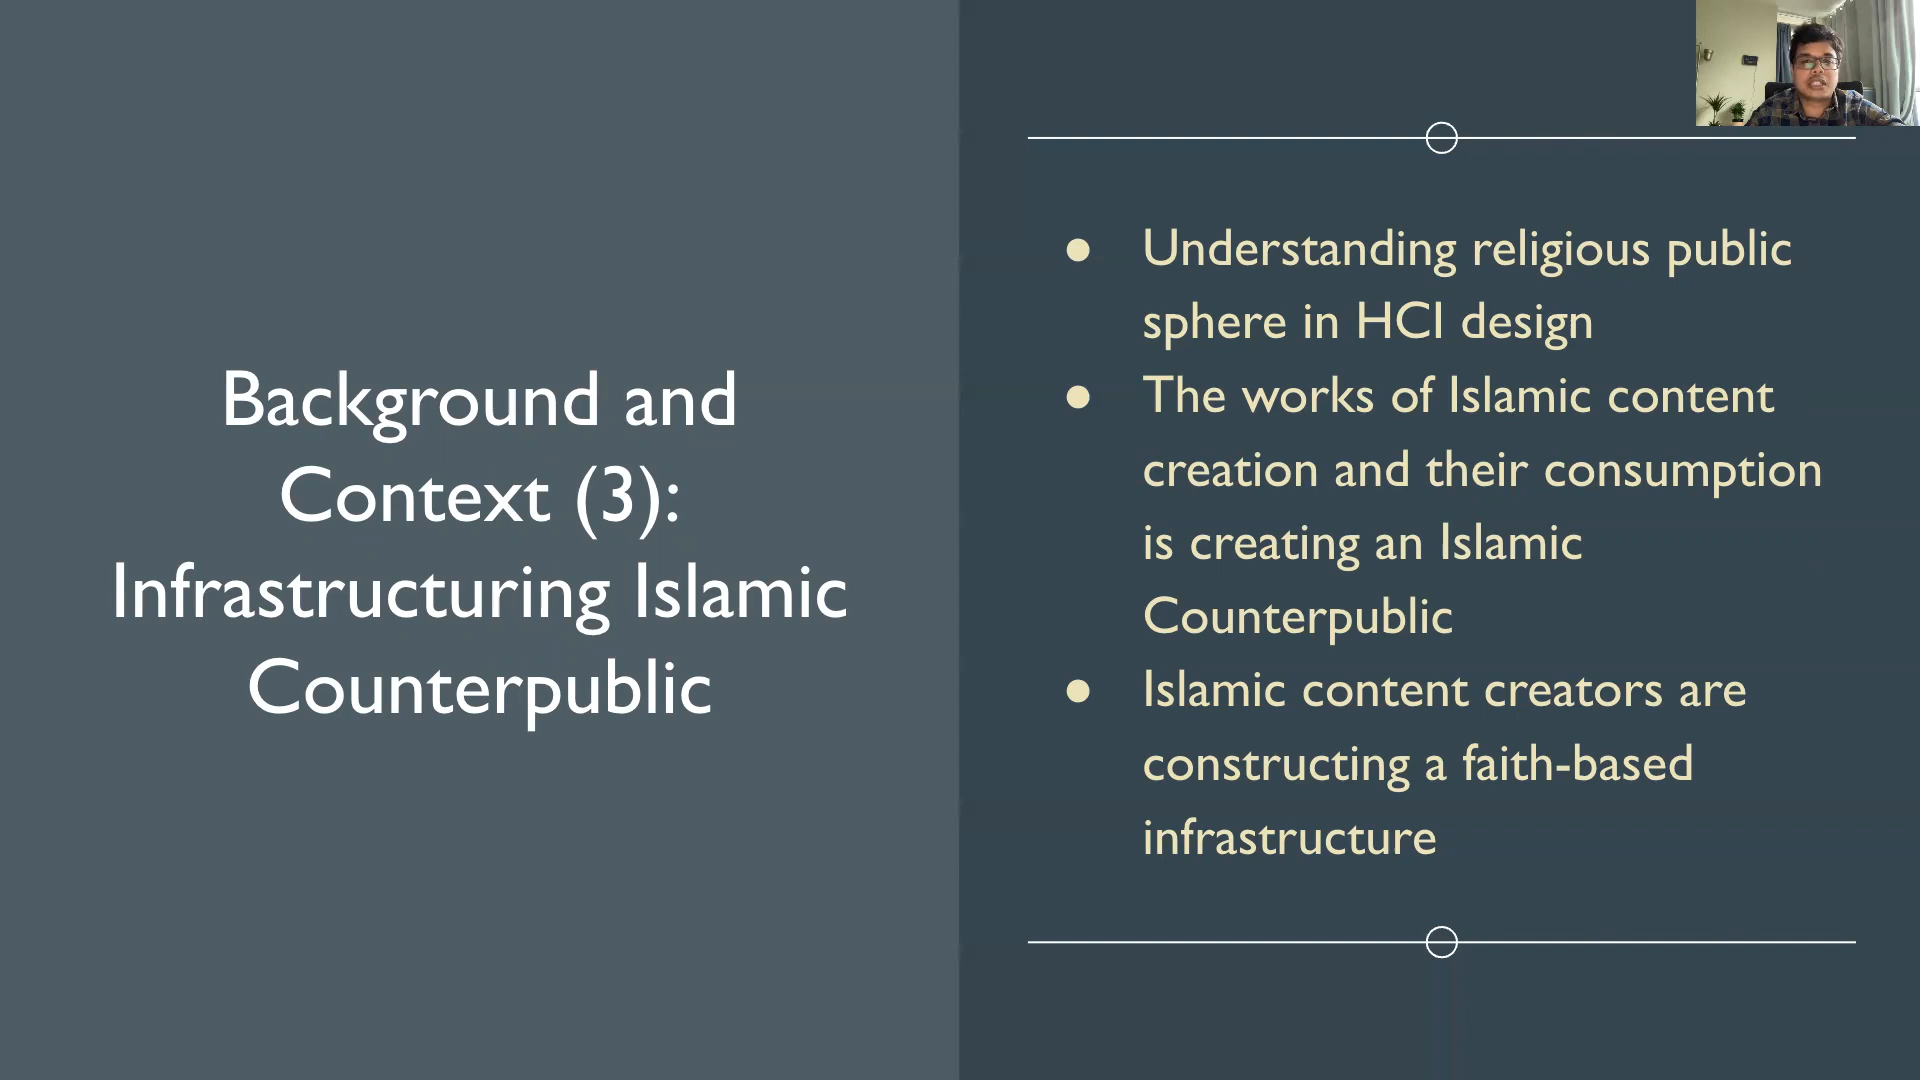 Background and
Context (3):
Infrastructuring Islamic
Counterpublic
● Understanding religious public
sphere in HCI design
● The works of Islamic content
creation and their consumption
is creating an Islamic
Counterpublic
● Islamic content creators are
constructing a faith-based
infrastructure